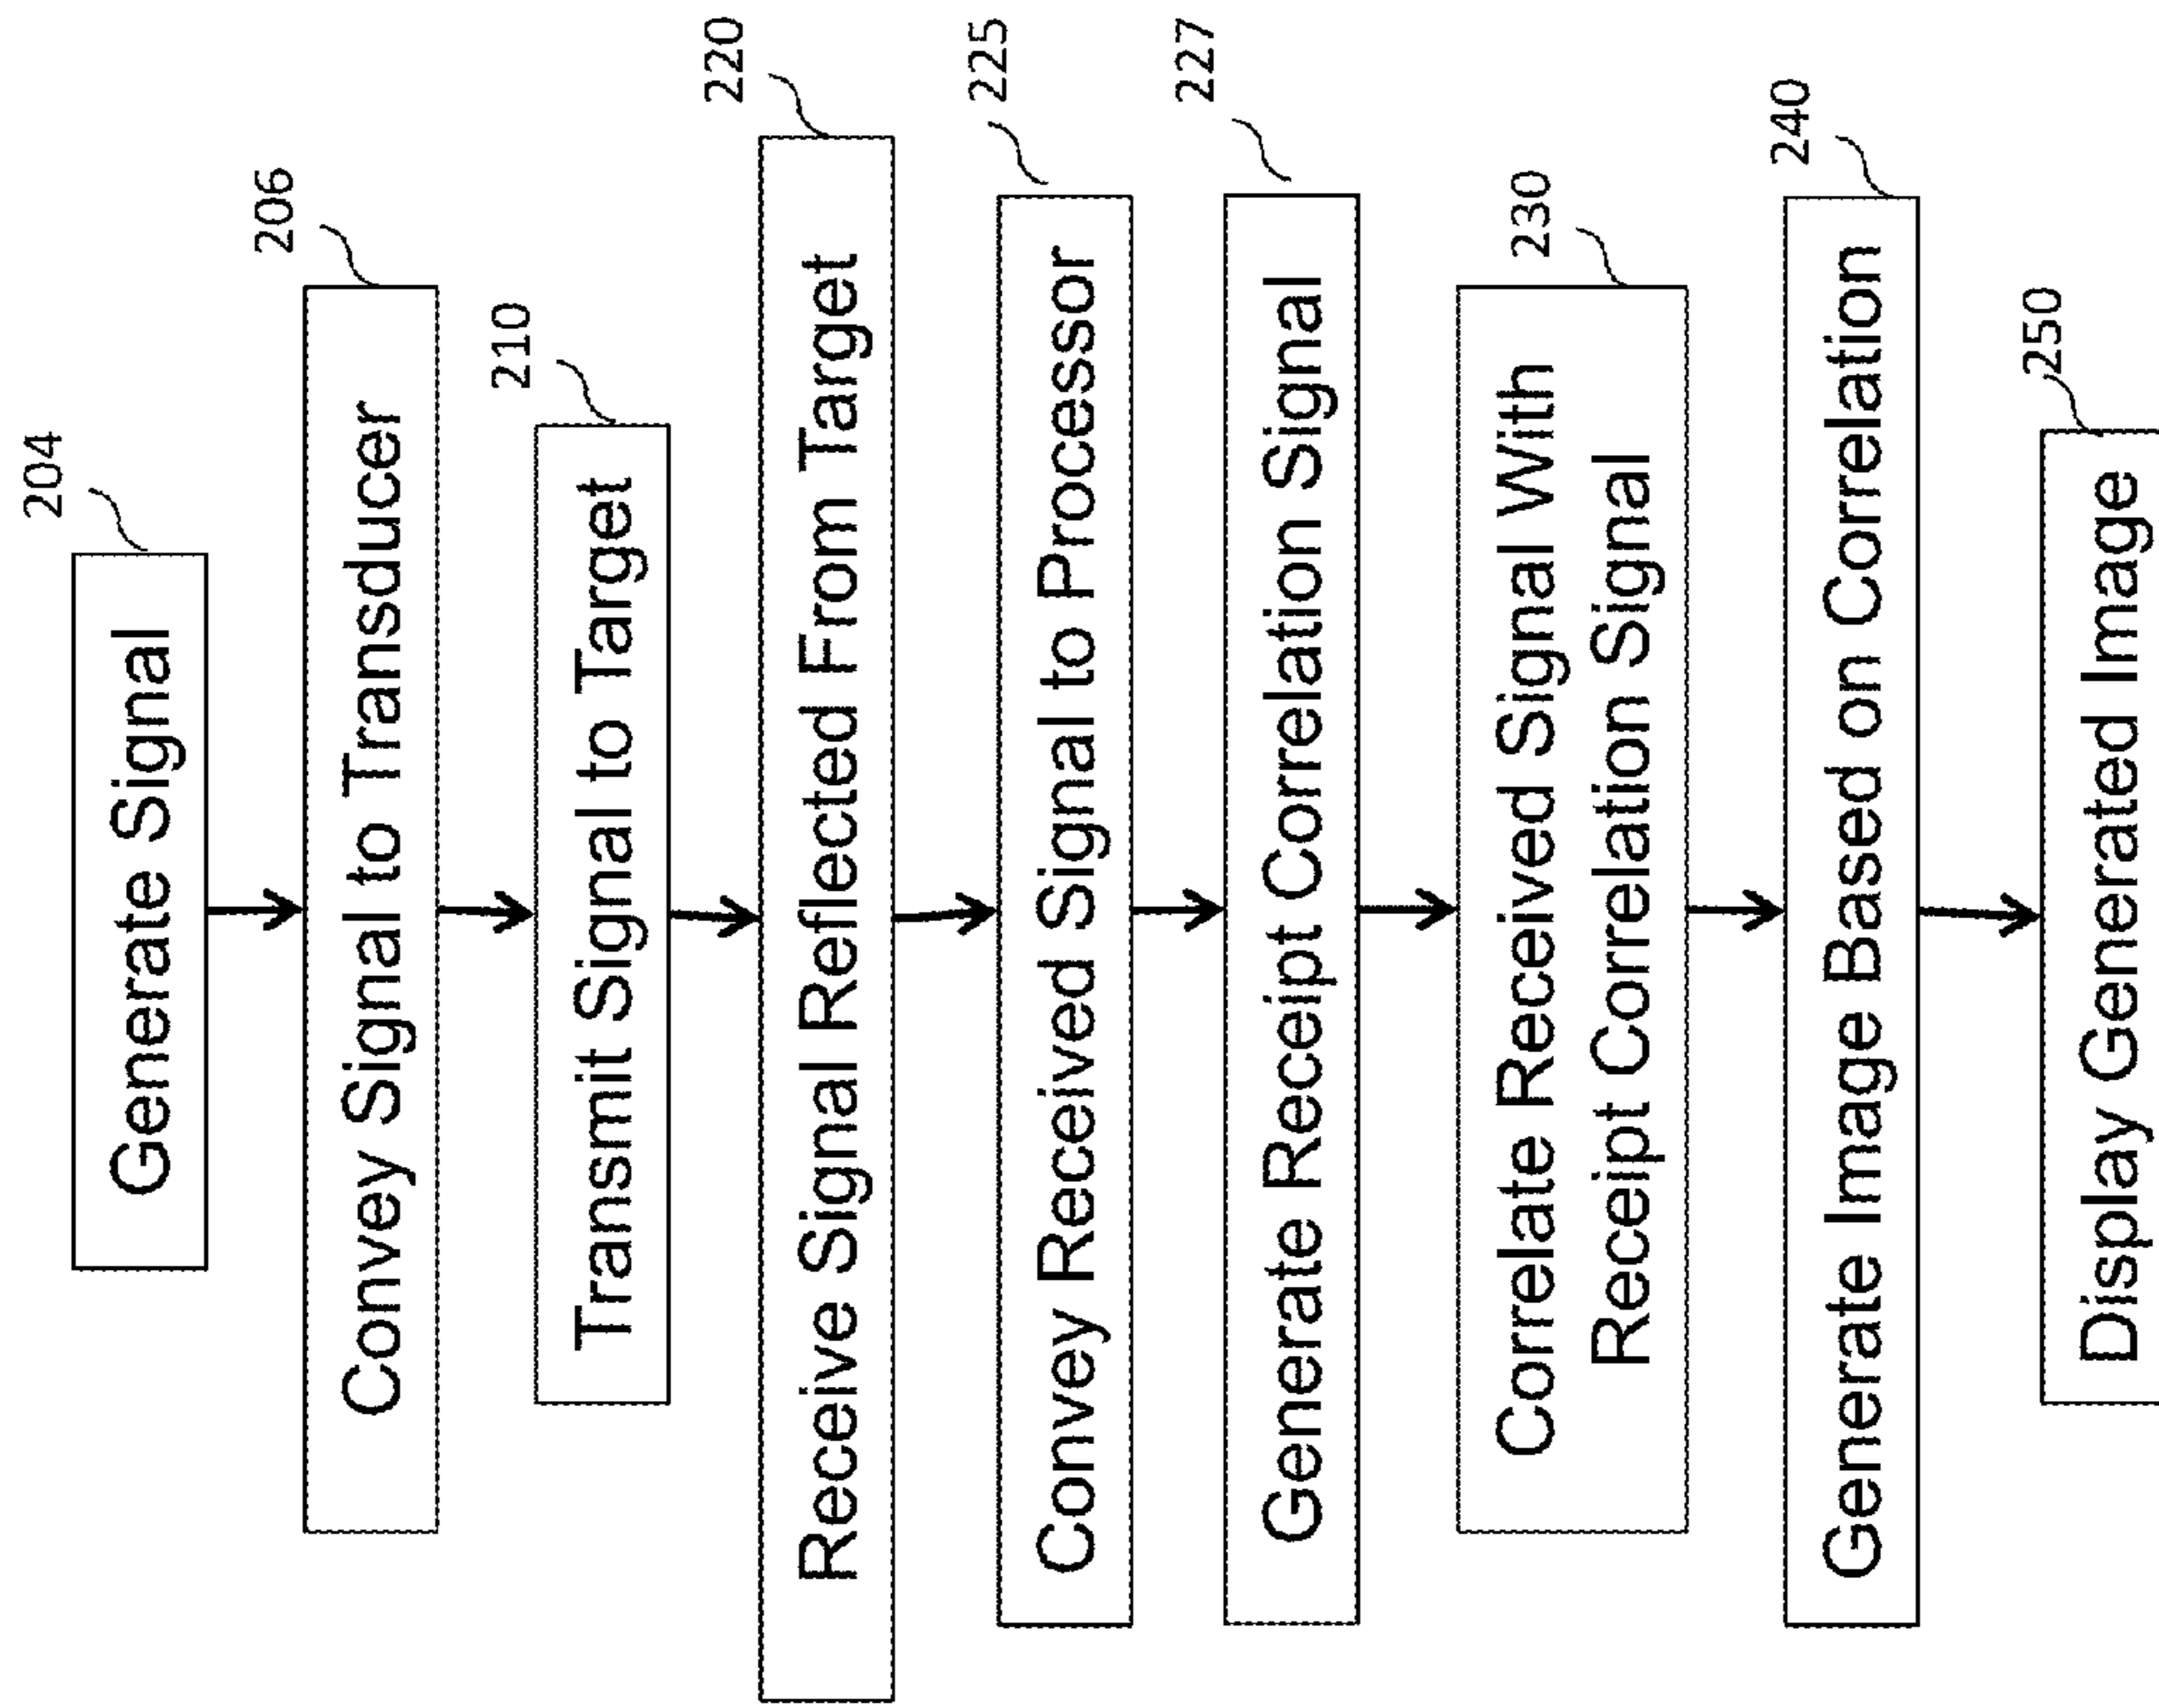 204
Generate Signal
206
Convey Signal to Transducer
210
Transmit Signal to Target
220
Receive Signal Reflected From Target
225
Convey Received Signal to Processor
227
Generate Receipt Correlation Signal
230
Correlate Received Signal With
Receipt Correlation Signal
240
Generate Image Based on Correlation
250
Display Generated Image